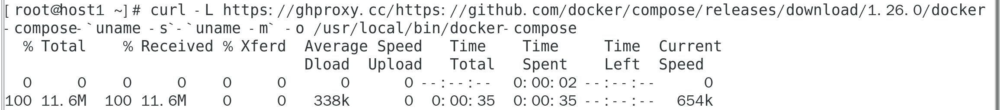 [root@host1 ~]# curl -L https://ghproxy.cc/https://github.com/docker/compose/releases/download/1.26.0/docker
-compose-`uname -s`-`uname -m` -o /usr/local/bin/docker-compose
  % Total    % Received % Xferd  Average Speed   Time    Time     Time  Current
                                 Dload  Upload   Total   Spent    Left  Speed
  0     0    0     0    0     0      0      0 --:--:--  0:00:02 --:--:--     0
100 11.6M  100 11.6M    0     0   338k      0  0:00:35  0:00:35 --:--:--  654k